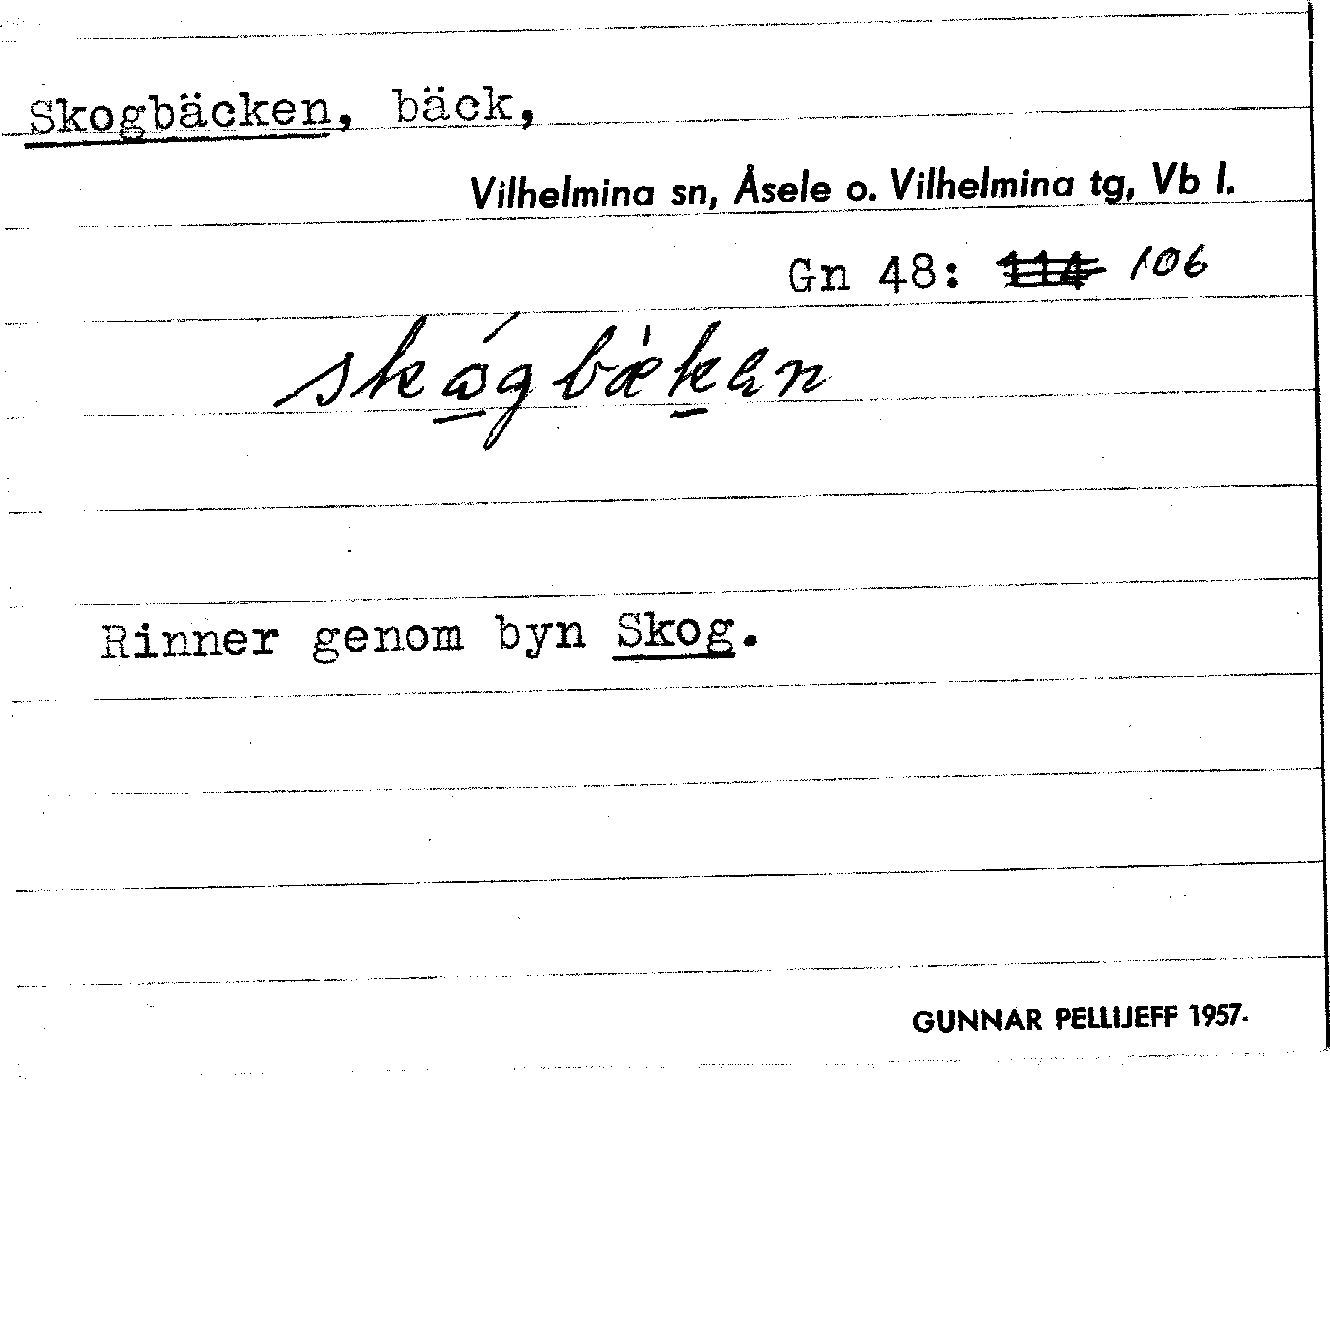 Skogbäcken, bäck,
Vilhelmina sn, Åsele o. Vilhelmina tg, Vb l.
Gn 48: 114 106
Rinner genom byn Skog.
GUNNAR PELLIJEFF 1957.